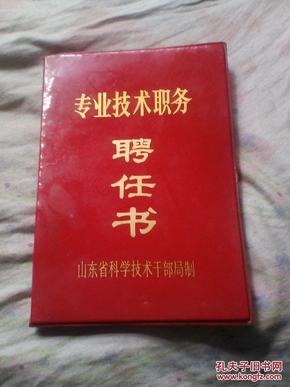 专业技术职务
聘
任
书
山东省科学技术干部局制
孔夫子旧书网